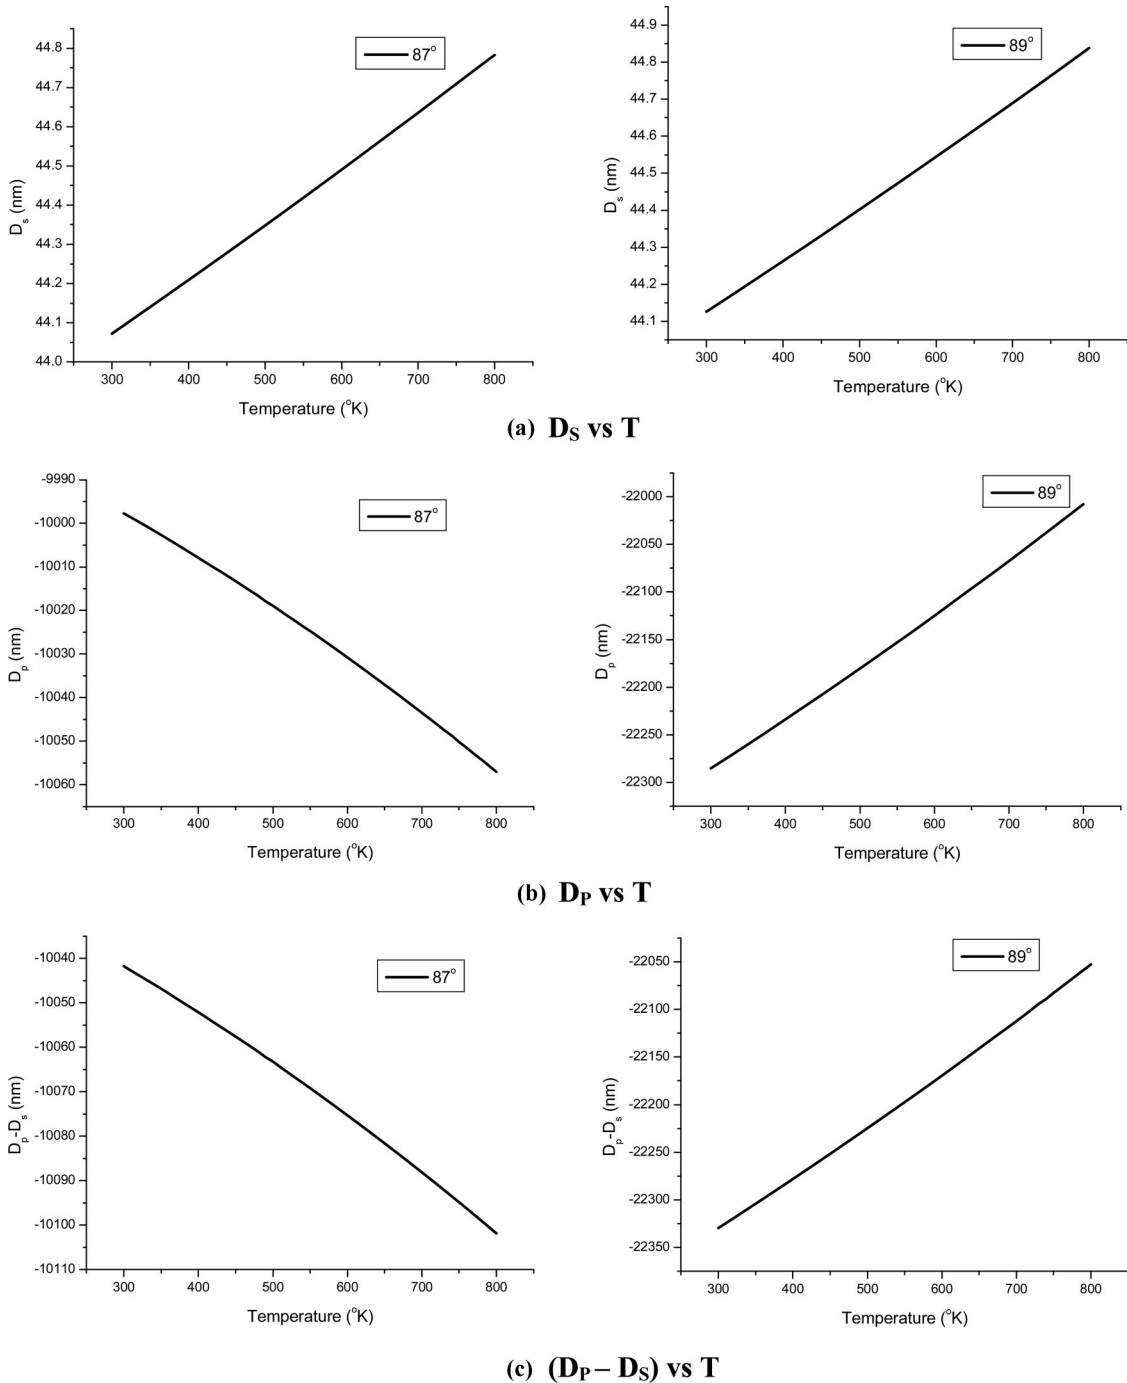 87°
44.8
44.7
44.6
44.5
44.4
44.3
44.2
44.1
44.0
D_s (nm)
300 400 500 600 700 800
Temperature (°K)
89°
44.9
44.8
44.7
44.6
44.5
44.4
44.3
44.2
44.1
D_s (nm)
300 400 500 600 700 800
Temperature (°K)
(a) D_S vs T
87°
-9990
-10000
-10010
-10020
-10030
-10040
-10050
-10060
D_p (nm)
300 400 500 600 700 800
Temperature (°K)
89°
-22000
-22050
-22100
-22150
-22200
-22250
-22300
D_p (nm)
300 400 500 600 700 800
Temperature (°K)
(b) D_P vs T
87°
-10040
-10050
-10060
-10070
-10080
-10090
-10100
-10110
D_p-D_s (nm)
300 400 500 600 700 800
Temperature (°K)
89°
-22050
-22100
-22150
-22200
-22250
-22300
-22350
D_p-D_s (nm)
300 400 500 600 700 800
Temperature (°K)
(c) (D_P – D_S) vs T